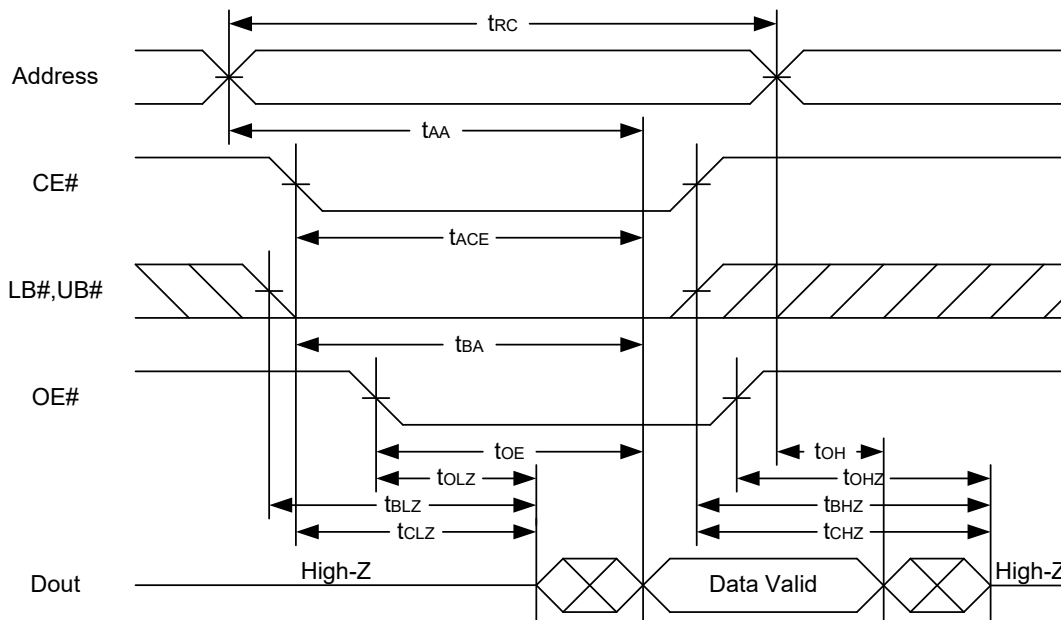 tRC
Address
tAA
CE#
tACE
LB#,UB#
tBA
OE#
tOE
tOH
tOLZ
tOHZ
tBLZ
tBHZ
tCLZ
tCHZ
High-Z
High-Z
Dout
Data Valid